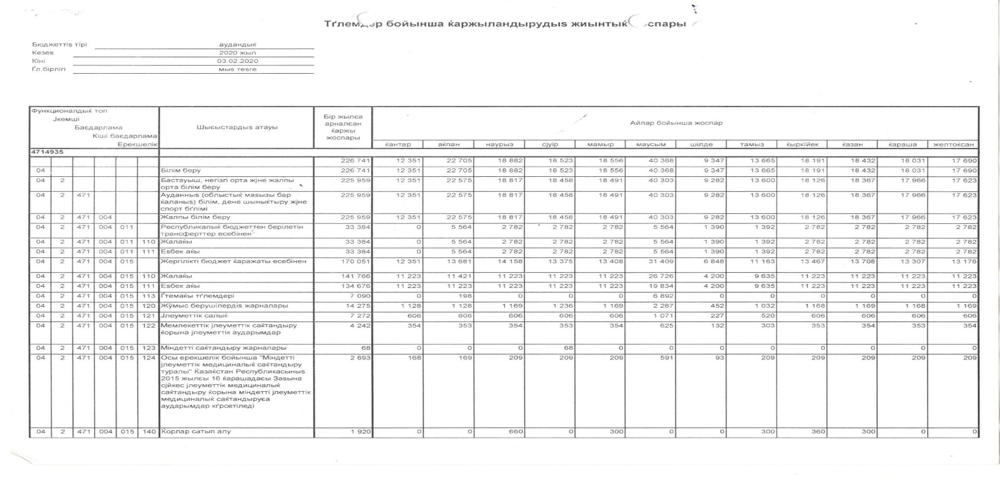 Тґлем бойынша ќаржыландырудыѕ жиынтыќ спары
Бюджеттіѕ тїрі аудандыќ
Кезеѕ 2020 жыл
Кїні 03.02.2020
Ґл.бірлігі мыѕ теѕге
Функционалдыќ топ
Јкемші
Баєдарлама
Кіші баєдарлама
Ерекшелік
Шыєыстардыѕ атауы
Бір жылєа
арналєан
ќаржы
жоспары
Айлар бойынша жоспар
ќантар аќпан наурыз сјуір мамыр маусым шілде тамыз ќыркїйек ќазан ќараша желтоќсан
4714935
226 741 12 351 22 705 18 882 18 523 18 556 40 368 9 347 13 665 18 191 18 432 18 031 17 690
04 Білім беру 226 741 12 351 22 705 18 882 18 523 18 556 40 368 9 347 13 665 18 191 18 432 18 031 17 690
04 2 Бастауыш, негізгі орта жјне жалпы 225 959 12 351 22 575 18 817 18 458 18 491 40 303 9 282 13 600 18 126 18 367 17 966 17 623
орта білім беру
04 2 471 Ауданныѕ (облыстыќ маѕызы бар 225 959 12 351 22 575 18 817 18 458 18 491 40 303 9 282 13 600 18 126 18 367 17 966 17 623
ќаланыѕ) білім, дене шыныќтыру жјне
спорт бґлімі
04 2 471 004 Жалпы білім беру 225 959 12 351 22 575 18 817 18 458 18 491 40 303 9 282 13 600 18 126 18 367 17 966 17 623
04 2 471 004 011 Республикалыќ бюджеттен берілетін 33 384 0 5 564 2 782 2 782 2 782 5 564 1 390 1 392 2 782 2 782 2 782 2 782
трансферттер есебінен
04 2 471 004 011 110 Жалаќы 33 384 0 5 564 2 782 2 782 2 782 5 564 1 390 1 392 2 782 2 782 2 782 2 782
04 2 471 004 011 111 Еѕбек аќы 33 384 0 5 564 2 782 2 782 2 782 5 564 1 390 1 392 2 782 2 782 2 782 2 782
04 2 471 004 015 Жергілікті бюджет ќаражаты есебінен 170 051 12 351 13 681 14 158 13 375 13 408 31 409 6 848 11 163 13 467 13 708 13 307 13 176
04 2 471 004 015 110 Жалаќы 141 766 11 223 11 421 11 223 11 223 11 223 26 726 4 200 9 635 11 223 11 223 11 223 11 223
04 2 471 004 015 111 Еѕбек аќы 134 676 11 223 11 223 11 223 11 223 11 223 19 834 4 200 9 635 11 223 11 223 11 223 11 223
04 2 471 004 015 113 Ґтемаќы тґлемдері 7 090 0 198 0 0 0 6 892 0 0 0 0 0 0
04 2 471 004 015 120 Жўмыс берушілердіѕ жарналары 14 275 1 128 1 128 1 169 1 236 1 169 2 287 452 1 032 1 168 1 169 1 168 1 169
04 2 471 004 015 121 Јлеуметтік салыќ 7 272 606 606 606 606 606 1 071 227 520 606 606 606 606
04 2 471 004 015 122 Мемлекеттік јлеуметтік саќтандыру 4 242 354 353 354 353 354 625 132 303 353 354 353 354
ќорына јлеуметтік аударымдар
04 2 471 004 015 123 Міндетті саќтандыру жарналары 68 0 0 0 68 0 0 0 0 0 0 0 0
04 2 471 004 015 124 Осы ерекшелік бойынша "Міндетті 2 693 168 169 209 209 209 591 93 209 209 209 209 209
јлеуметтік медициналыќ саќтандыру
туралы" Ќазаќстан Республикасыныѕ
2015 жылєы 16 ќарашадаєы Заѕына
сјйкес јлеуметтік медициналыќ
саќтандыру ќорына міндетті јлеуметтік
медициналыќ саќтандыруєа
аударымдар кґрсетіледі
04 2 471 004 015 140 Ќорлар сатып алу 1 920 0 0 660 0 300 0 0 300 360 300 0 0